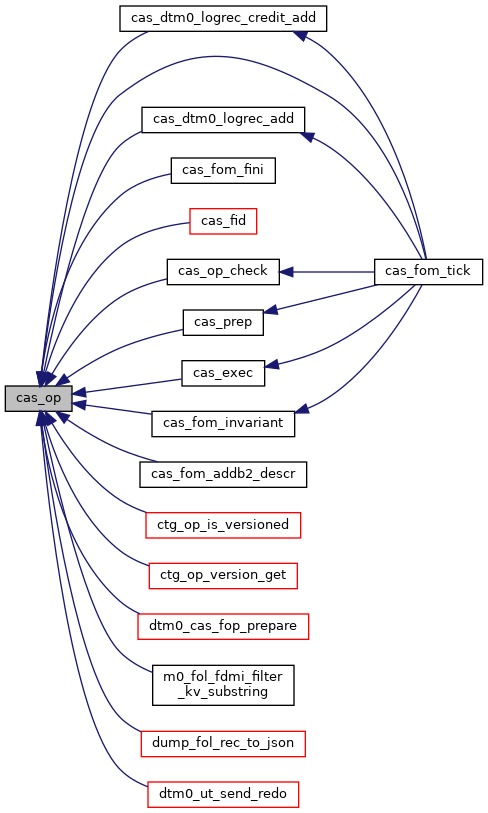 cas_dtm0_logrec_credit_add
cas_dtm0_logrec_add
cas_fom_fini
cas_fid
cas_op_check
cas_fom_tick
cas_prep
cas_exec
cas_op
cas_fom_invariant
cas_fom_addb2_descr
ctg_op_is_versioned
ctg_op_version_get
dtm0_cas_fop_prepare
m0_fol_fdmi_filter
_kv_substring
dump_fol_rec_to_json
dtm0_ut_send_redo